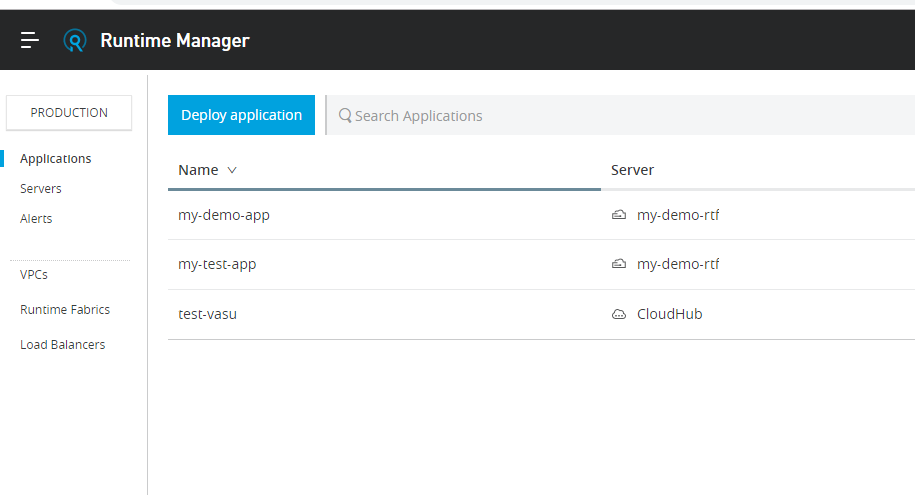 Runtime Manager
PRODUCTION
Applications
Servers
Alerts
VPCs
Runtime Fabrics
Load Balancers
Deploy application
Search Applications
Name Server
my-demo-app my-demo-rtf
my-test-app my-demo-rtf
test-vasu CloudHub